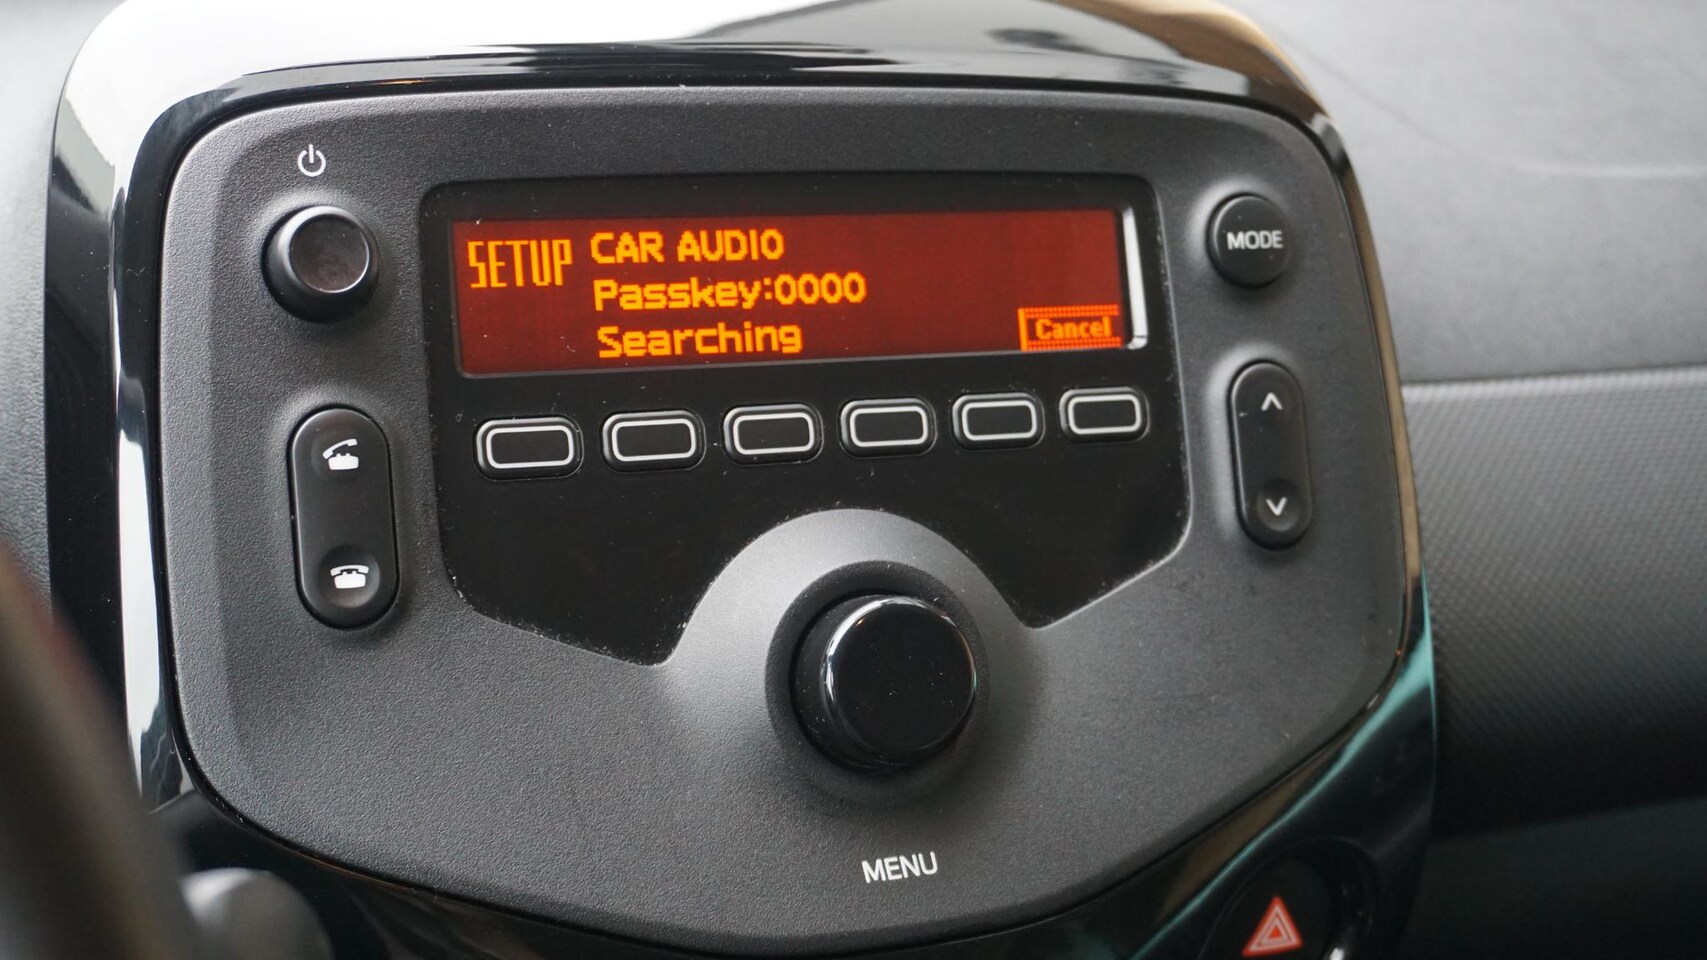 SETUP CAR AUDIO
Passkey:0000
Searching
Cancel
MODE
MENU